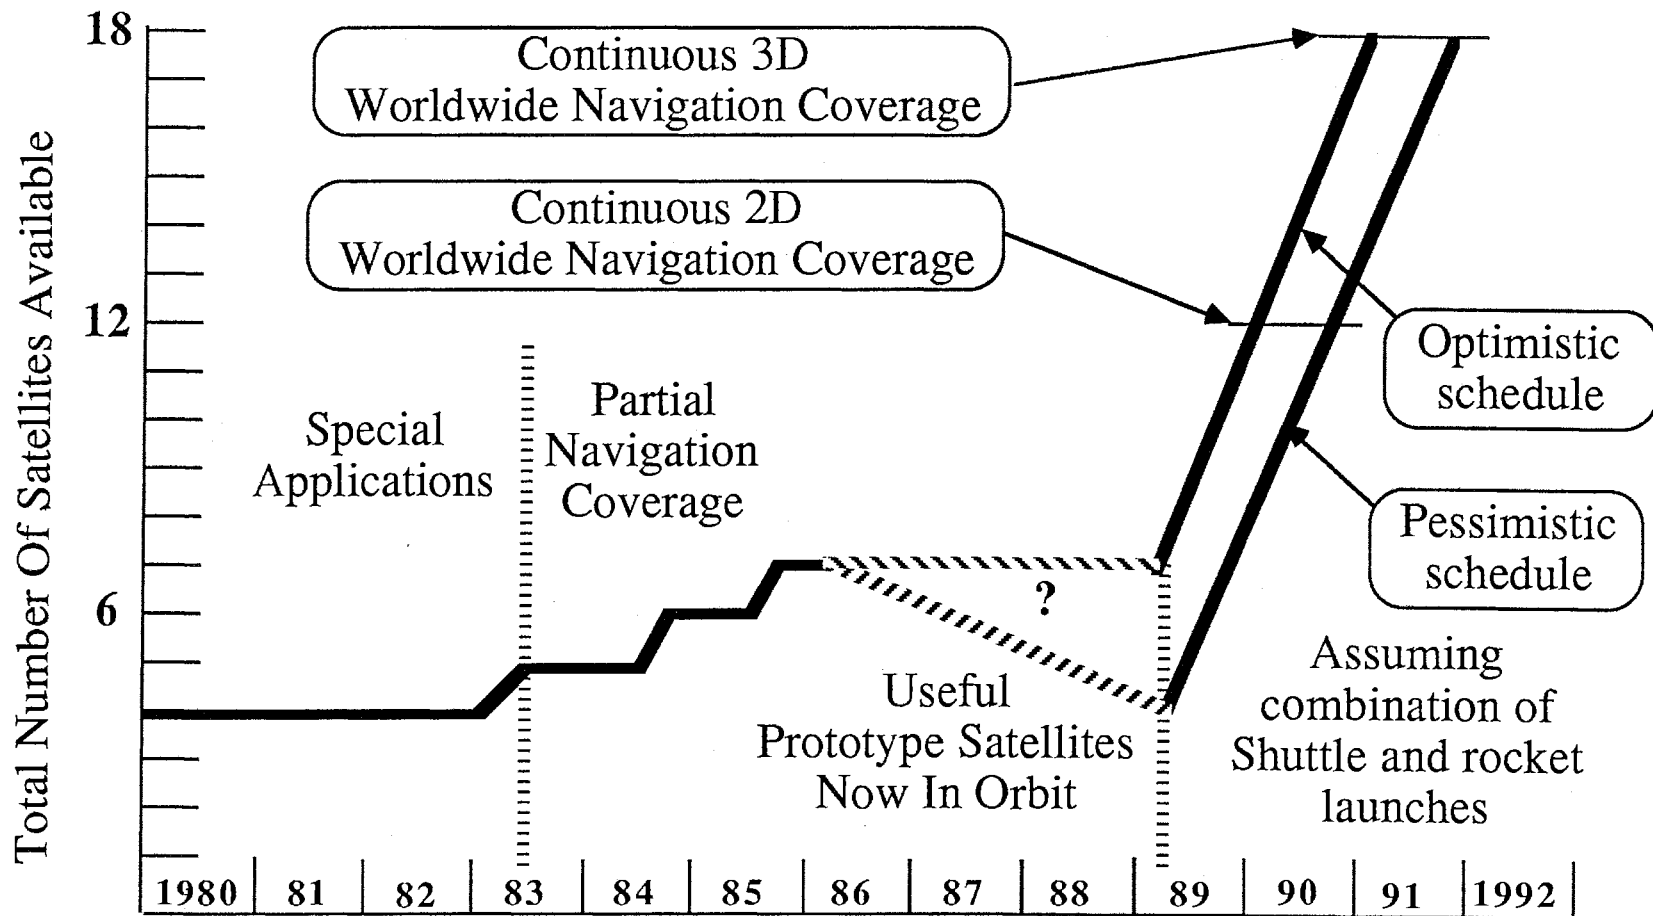 18
Continuous 3D
Worldwide Navigation Coverage
Continuous 2D
Worldwide Navigation Coverage
Total Number Of Satellites Available
12
Optimistic
schedule
Special
Applications
Partial
Navigation
Coverage
Pessimistic
schedule
6
?
Useful
Prototype Satellites
Now In Orbit
Assuming
combination of
Shuttle and rocket
launches
1980 81 82 83 84 85 86 87 88 89 90 91 1992